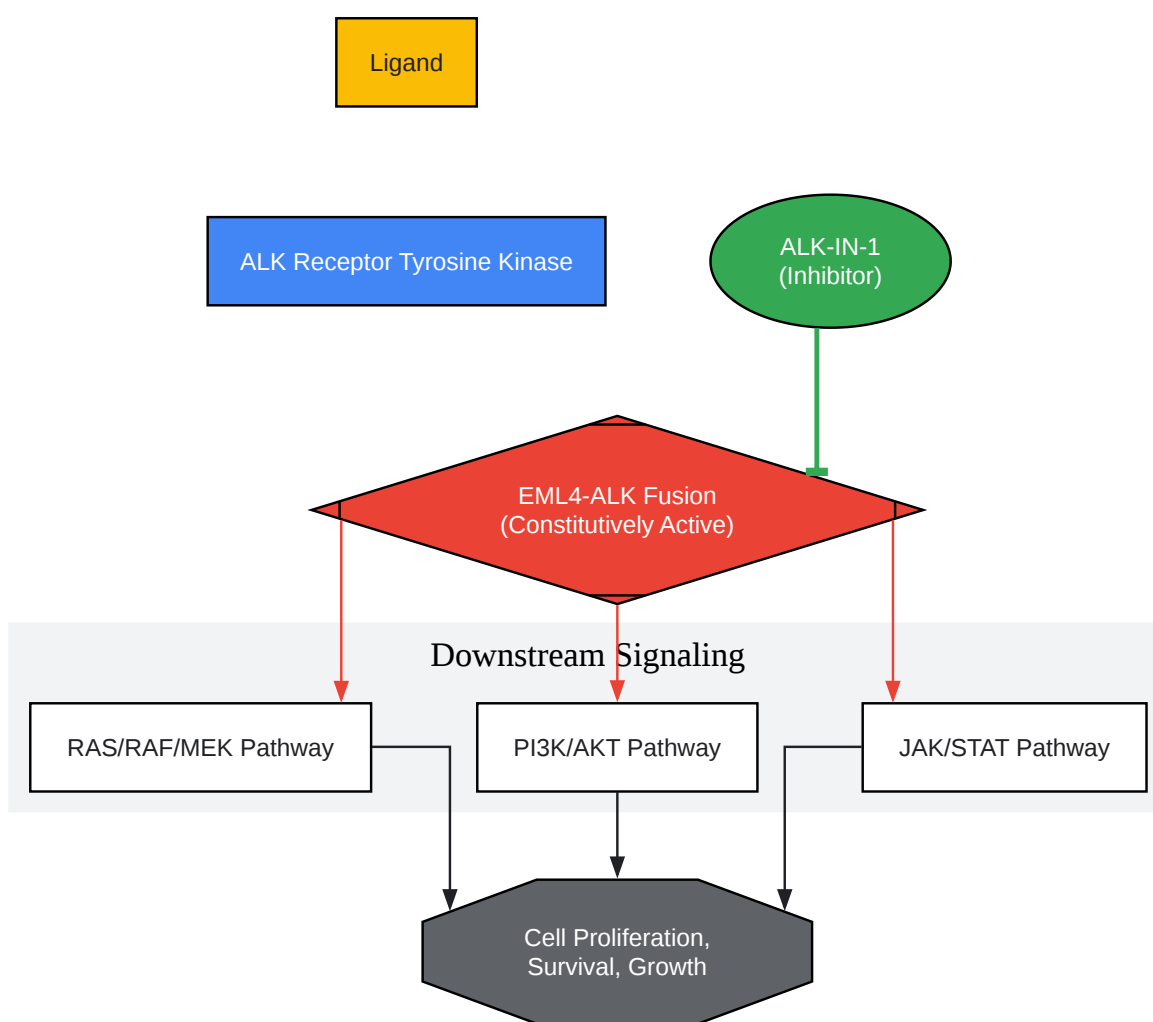 Ligand
ALK Receptor Tyrosine Kinase
ALK-IN-1
(Inhibitor)
EML4-ALK Fusion
(Constitutively Active)
Downstream Signaling
RAS/RAF/MEK Pathway
PI3K/AKT Pathway
JAK/STAT Pathway
Cell Proliferation,
Survival, Growth